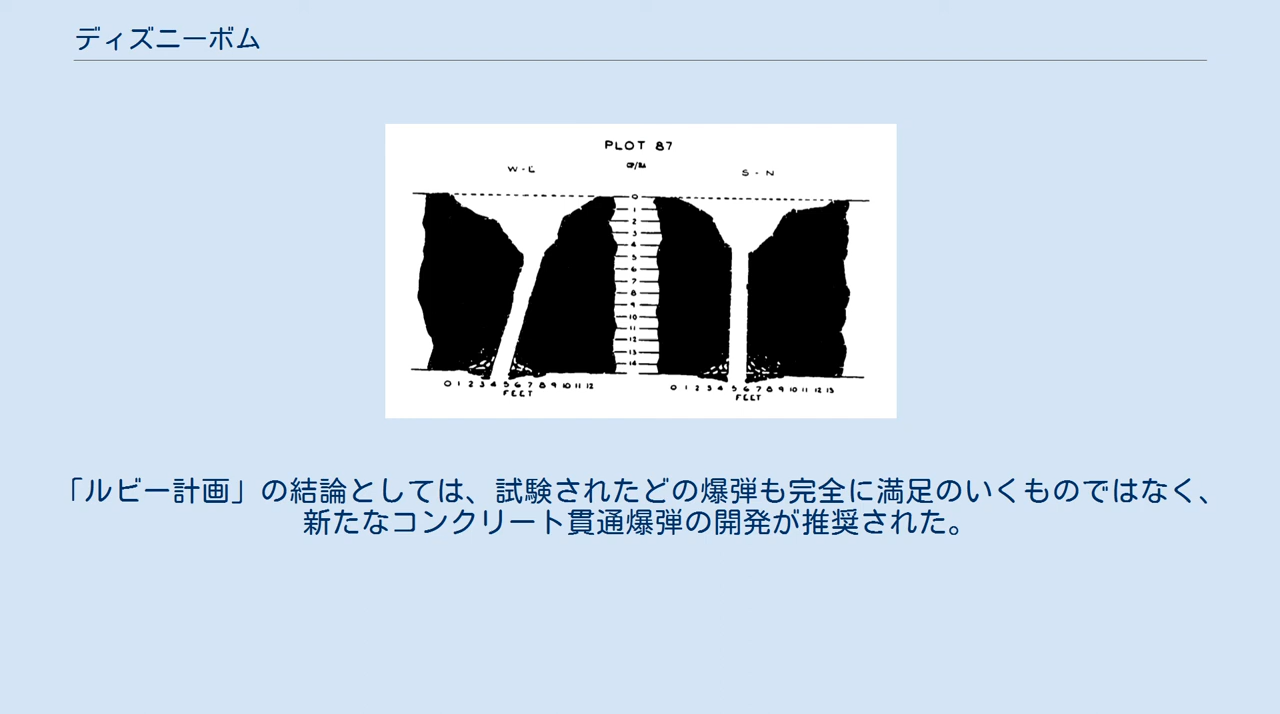 ディズニーボム
PLOT 87
W-E
S-N
0
1
2
3
4
5
6
7
8
9
10
11
12
13
14
0 1 2 3 4 5 6 7 8 9 10 11 12
FEET
0 1 2 3 4 5 6 7 8 9 10 11 12 13
FEET
「ルビー計画」の結論としては、試験されたどの爆弾も完全に満足のいくものではなく、
新たなコンクリート貫通爆弾の開発が推奨された。